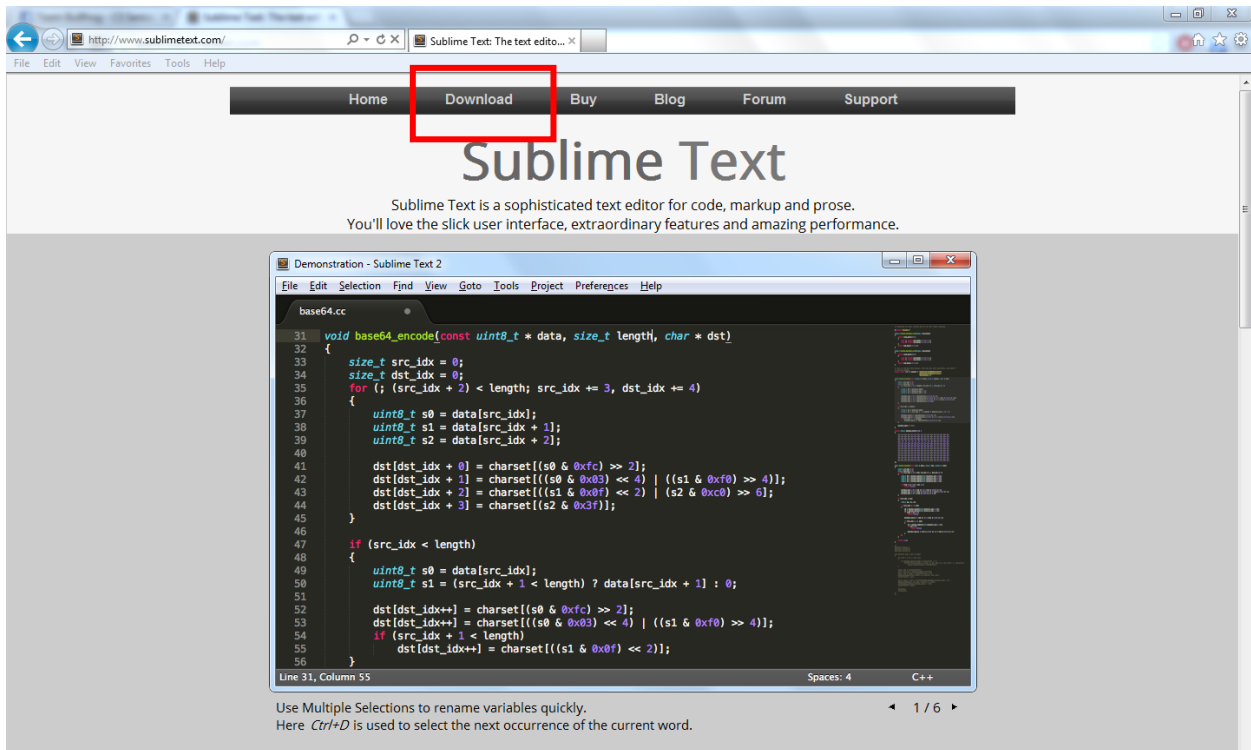 http://www.sublimetext.com/
Sublime Text: The text edito...
File Edit View Favorites Tools Help
Home Download Buy Blog Forum Support
Sublime Text
Sublime Text is a sophisticated text editor for code, markup and prose.
You'll love the slick user interface, extraordinary features and amazing performance.
Demonstration - Sublime Text 2
File Edit Selection Find View Goto Tools Project Preferences Help
base64.cc
31 void base64_encode(const uint8_t * data, size_t length, char * dst)
32 {
33 size_t src_idx = 0;
34 size_t dst_idx = 0;
35 for (; (src_idx + 2) < length; src_idx += 3, dst_idx += 4)
36 {
37 uint8_t s0 = data[src_idx];
38 uint8_t s1 = data[src_idx + 1];
39 uint8_t s2 = data[src_idx + 2];
40
41 dst[dst_idx + 0] = charset[(s0 & 0xfc) >> 2];
42 dst[dst_idx + 1] = charset[((s0 & 0x03) << 4) | ((s1 & 0xf0) >> 4)];
43 dst[dst_idx + 2] = charset[((s1 & 0x0f) << 2) | (s2 & 0xc0) >> 6];
44 dst[dst_idx + 3] = charset[(s2 & 0x3f)];
45 }
46
47 if (src_idx < length)
48 {
49 uint8_t s0 = data[src_idx];
50 uint8_t s1 = (src_idx + 1 < length) ? data[src_idx + 1] : 0;
51
52 dst[dst_idx++] = charset[(s0 & 0xfc) >> 2];
53 dst[dst_idx++] = charset[((s0 & 0x03) << 4) | ((s1 & 0xf0) >> 4)];
54 if (src_idx + 1 < length)
55 dst[dst_idx++] = charset[((s1 & 0x0f) << 2)];
56 }
Line 31, Column 55 Spaces: 4 C++
Use Multiple Selections to rename variables quickly.
1 / 6
Here Ctrl+D is used to select the next occurrence of the current word.